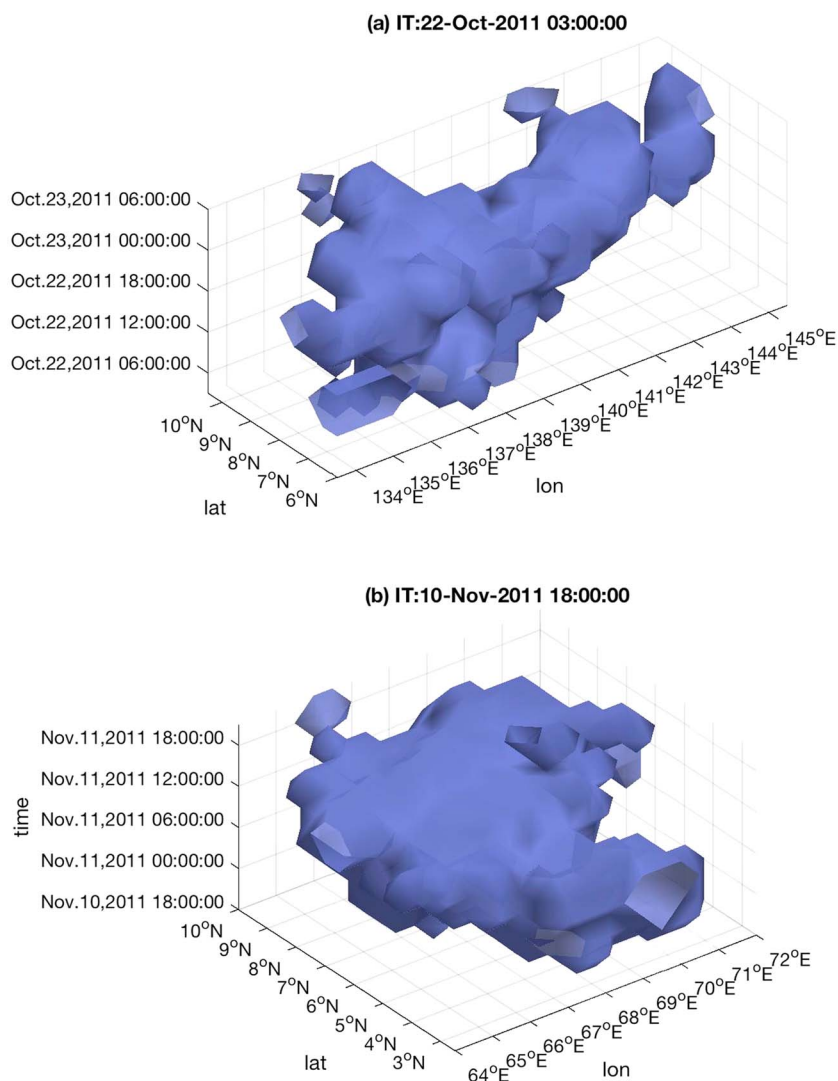 (a) IT:22-Oct-2011 03:00:00
Oct.23,2011 06:00:00
Oct.23,2011 00:00:00
Oct.22,2011 18:00:00
Oct.22,2011 12:00:00
Oct.22,2011 06:00:00
10°N
9°N
8°N
7°N
6°N
lat
134°E
135°E
136°E
137°E
138°E
139°E
140°E
141°E
142°E
143°E
144°E
145°E
lon
(b) IT:10-Nov-2011 18:00:00
Nov.11,2011 18:00:00
Nov.11,2011 12:00:00
Nov.11,2011 06:00:00
Nov.11,2011 00:00:00
Nov.10,2011 18:00:00
time
10°N
9°N
8°N
7°N
6°N
5°N
4°N
3°N
lat
64°E
65°E
66°E
67°E
68°E
69°E
70°E
71°E
72°E
lon